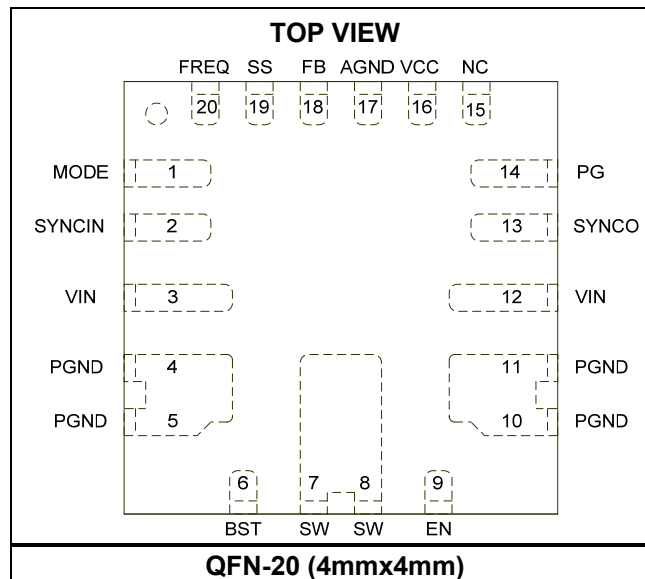 TOP VIEW
FREQ SS FB AGND VCC NC
20 19 18 17 16 15
MODE 1 14 PG
SYNCIN 2 13 SYNCO
VIN 3 12 VIN
PGND 4 11 PGND
PGND 5 10 PGND
6 7 8 9
BST SW SW EN
QFN-20 (4mmx4mm)